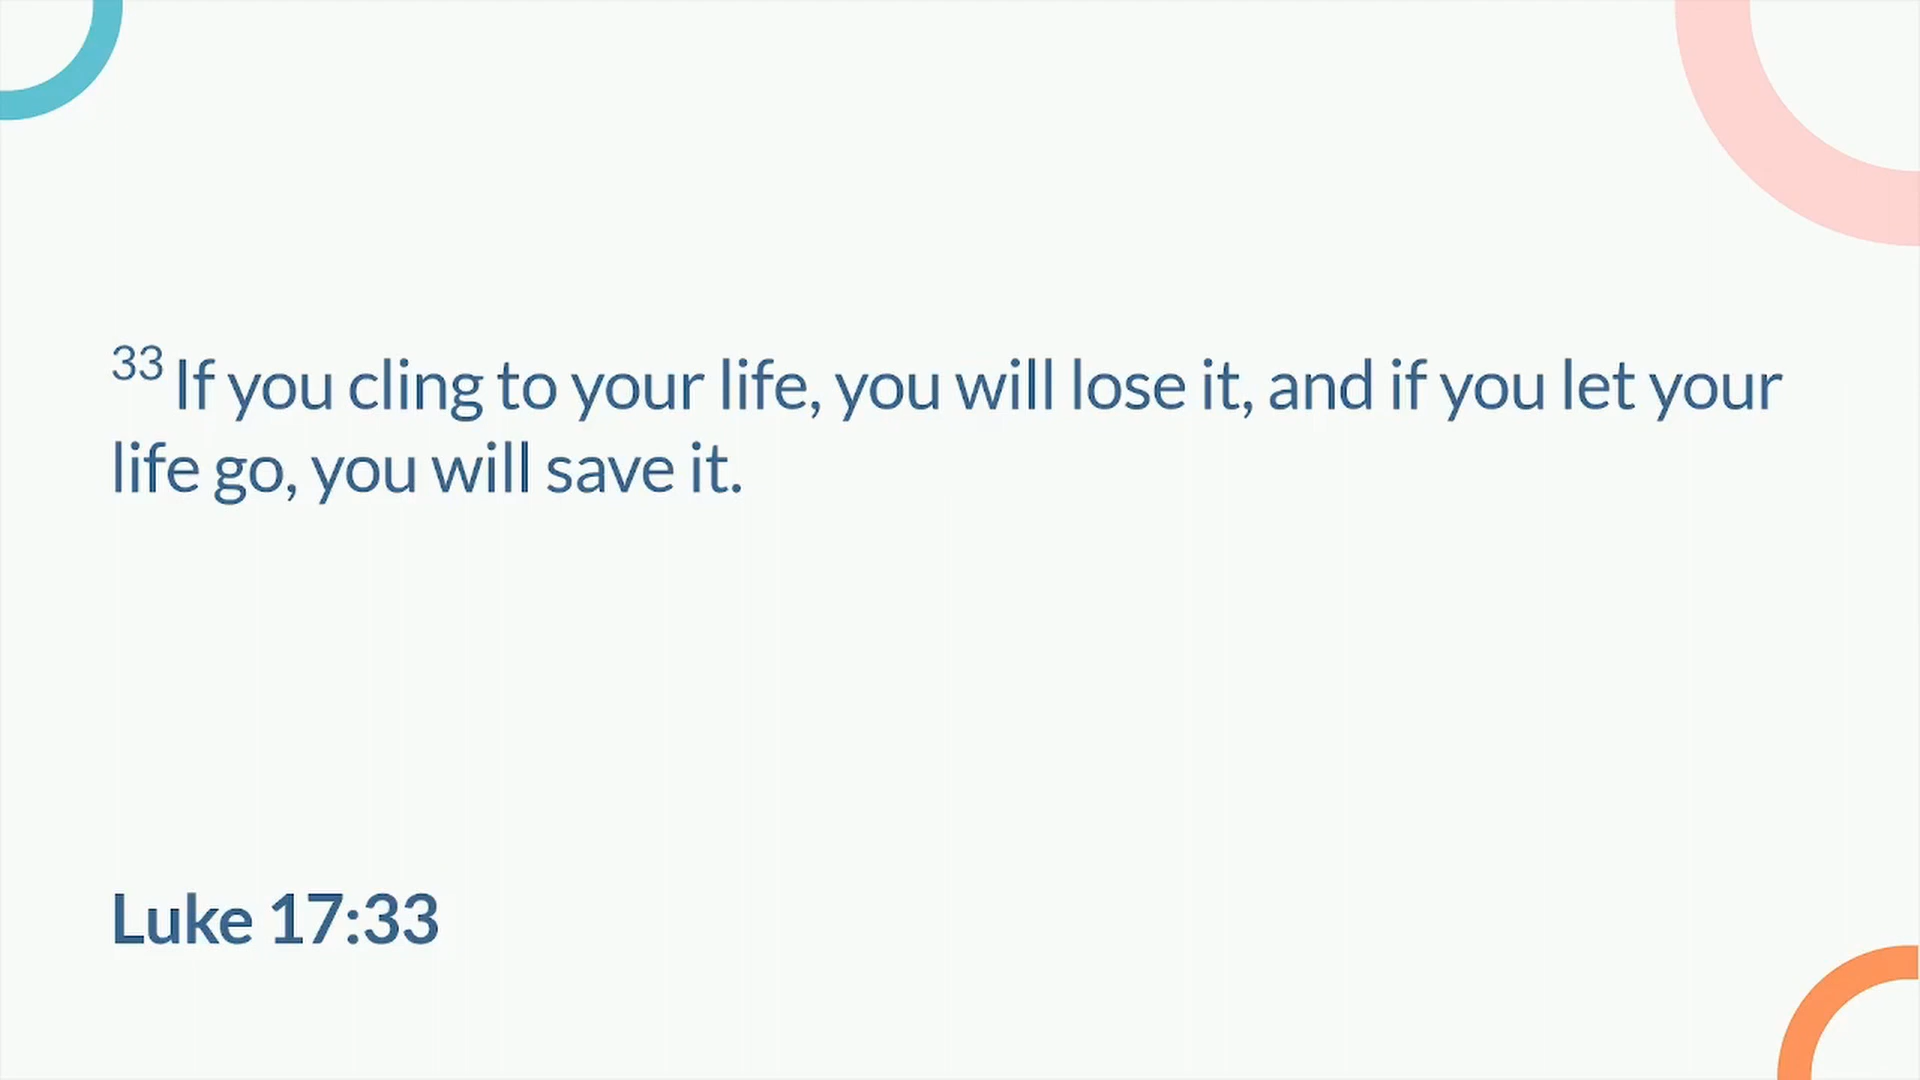 33 If you cling to your life, you will lose it, and if you let your
life go, you will save it.
Luke 17:33